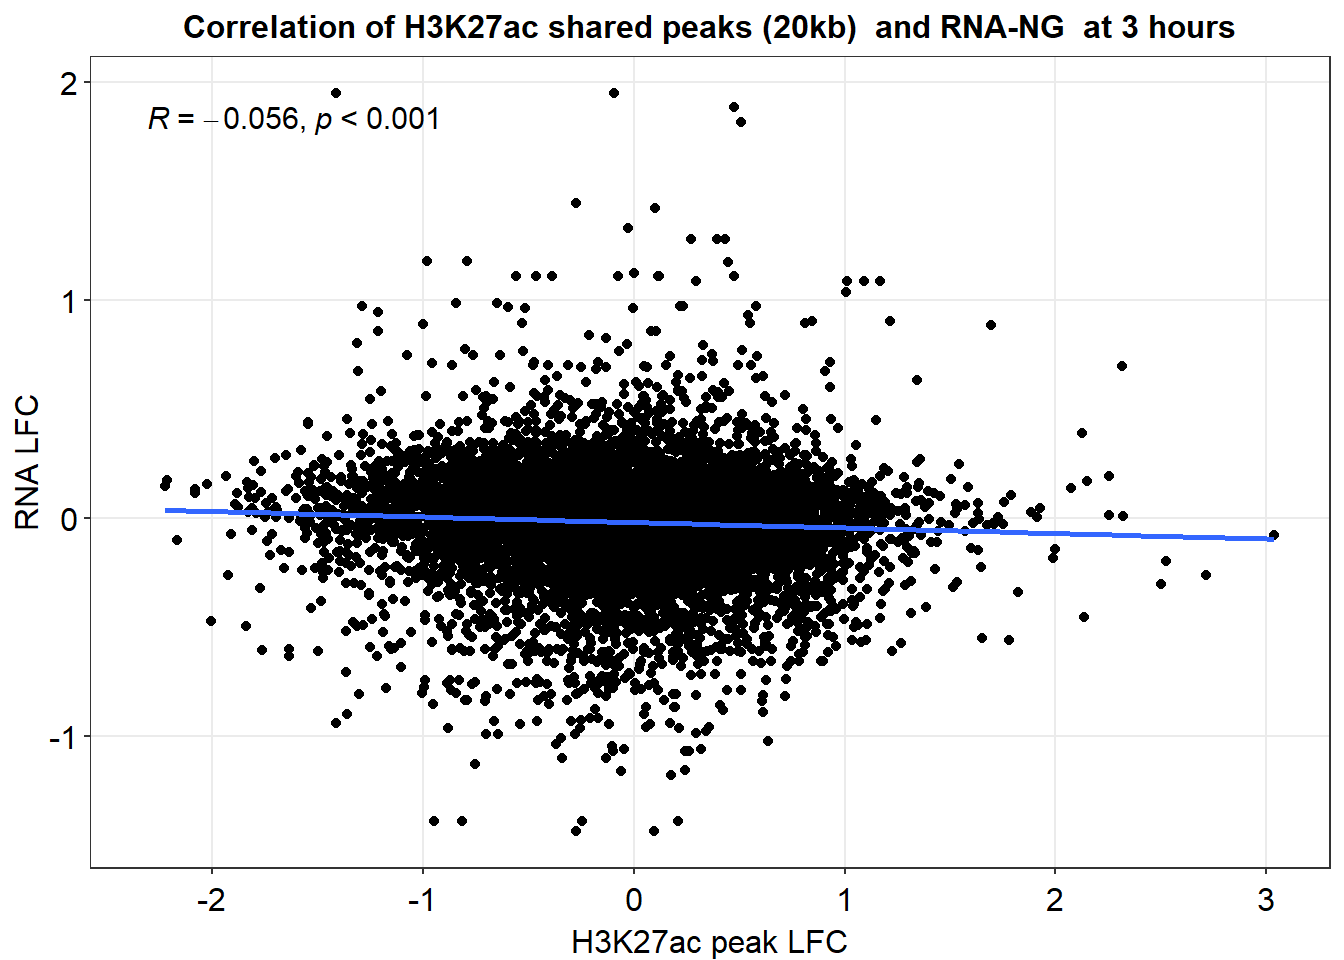 Correlation of H3K27ac shared peaks (20kb)  and RNA-NG  at 3 hours
R = −0.056, p < 0.001
2
1
0
-1
RNA LFC
-2 -1 0 1 2 3
H3K27ac peak LFC